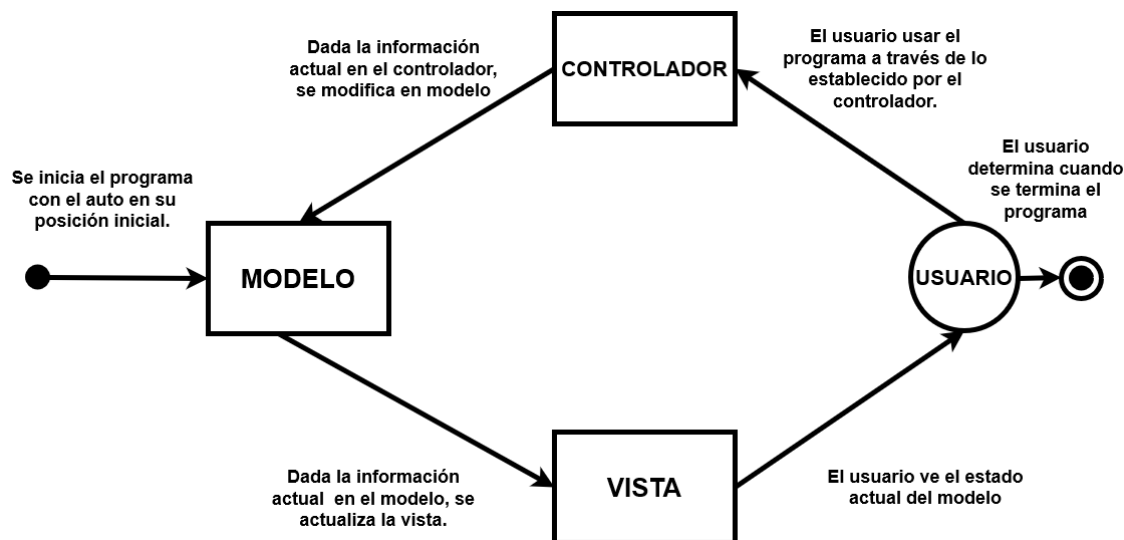 Dada la información
actual en el controlador,
se modifica en modelo
CONTROLADOR
El usuario usar el
programa a través de lo
establecido por el
controlador.
El usuario
determina cuando
se termina el
programa
Se inicia el programa
con el auto en su
posición inicial.
MODELO
USUARIO
Dada la información
actual en el modelo, se
actualiza la vista.
VISTA
El usuario ve el estado
actual del modelo